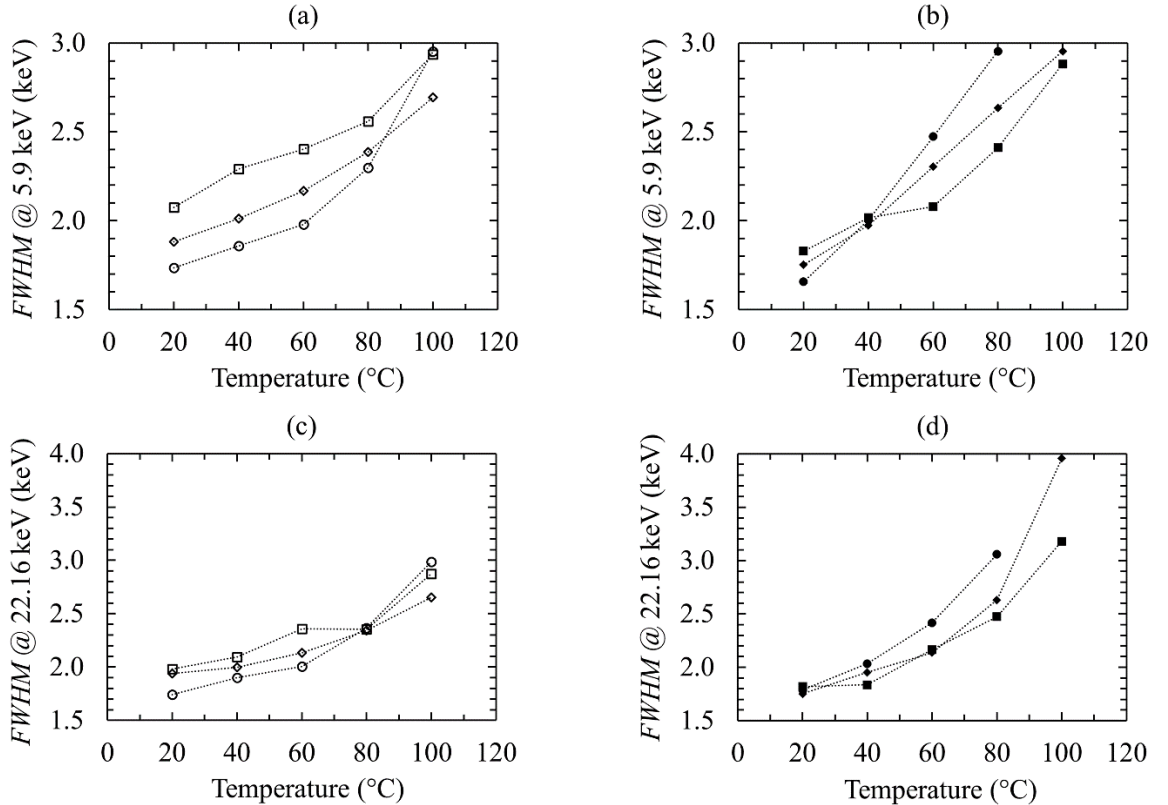 (a)
FWHM @ 5.9 keV (keV)
3.0
2.5
2.0
1.5
0 20 40 60 80 100 120
Temperature (°C)
(b)
FWHM @ 5.9 keV (keV)
3.0
2.5
2.0
1.5
0 20 40 60 80 100 120
Temperature (°C)
(c)
FWHM @ 22.16 keV (keV)
4.0
3.5
3.0
2.5
2.0
1.5
0 20 40 60 80 100 120
Temperature (°C)
(d)
FWHM @ 22.16 keV (keV)
4.0
3.5
3.0
2.5
2.0
1.5
0 20 40 60 80 100 120
Temperature (°C)